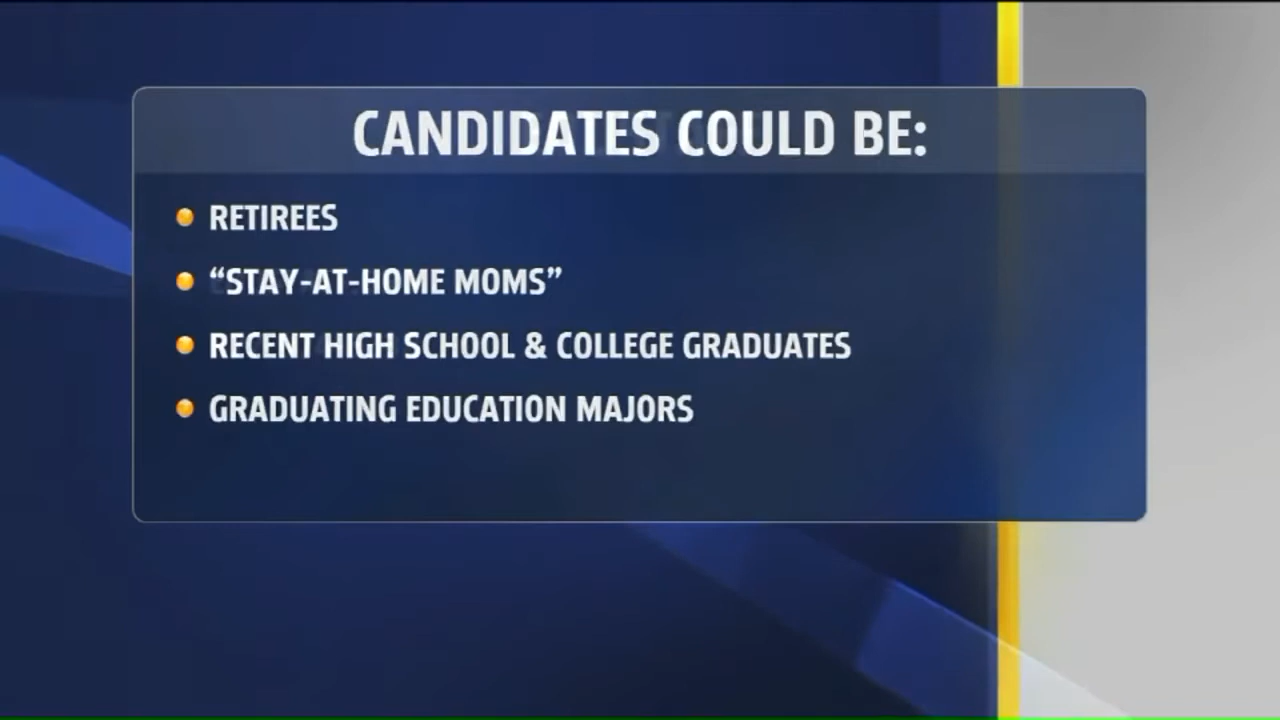 CANDIDATES COULD BE:
RETIREES
“STAY-AT-HOME MOMS”
RECENT HIGH SCHOOL & COLLEGE GRADUATES
GRADUATING EDUCATION MAJORS